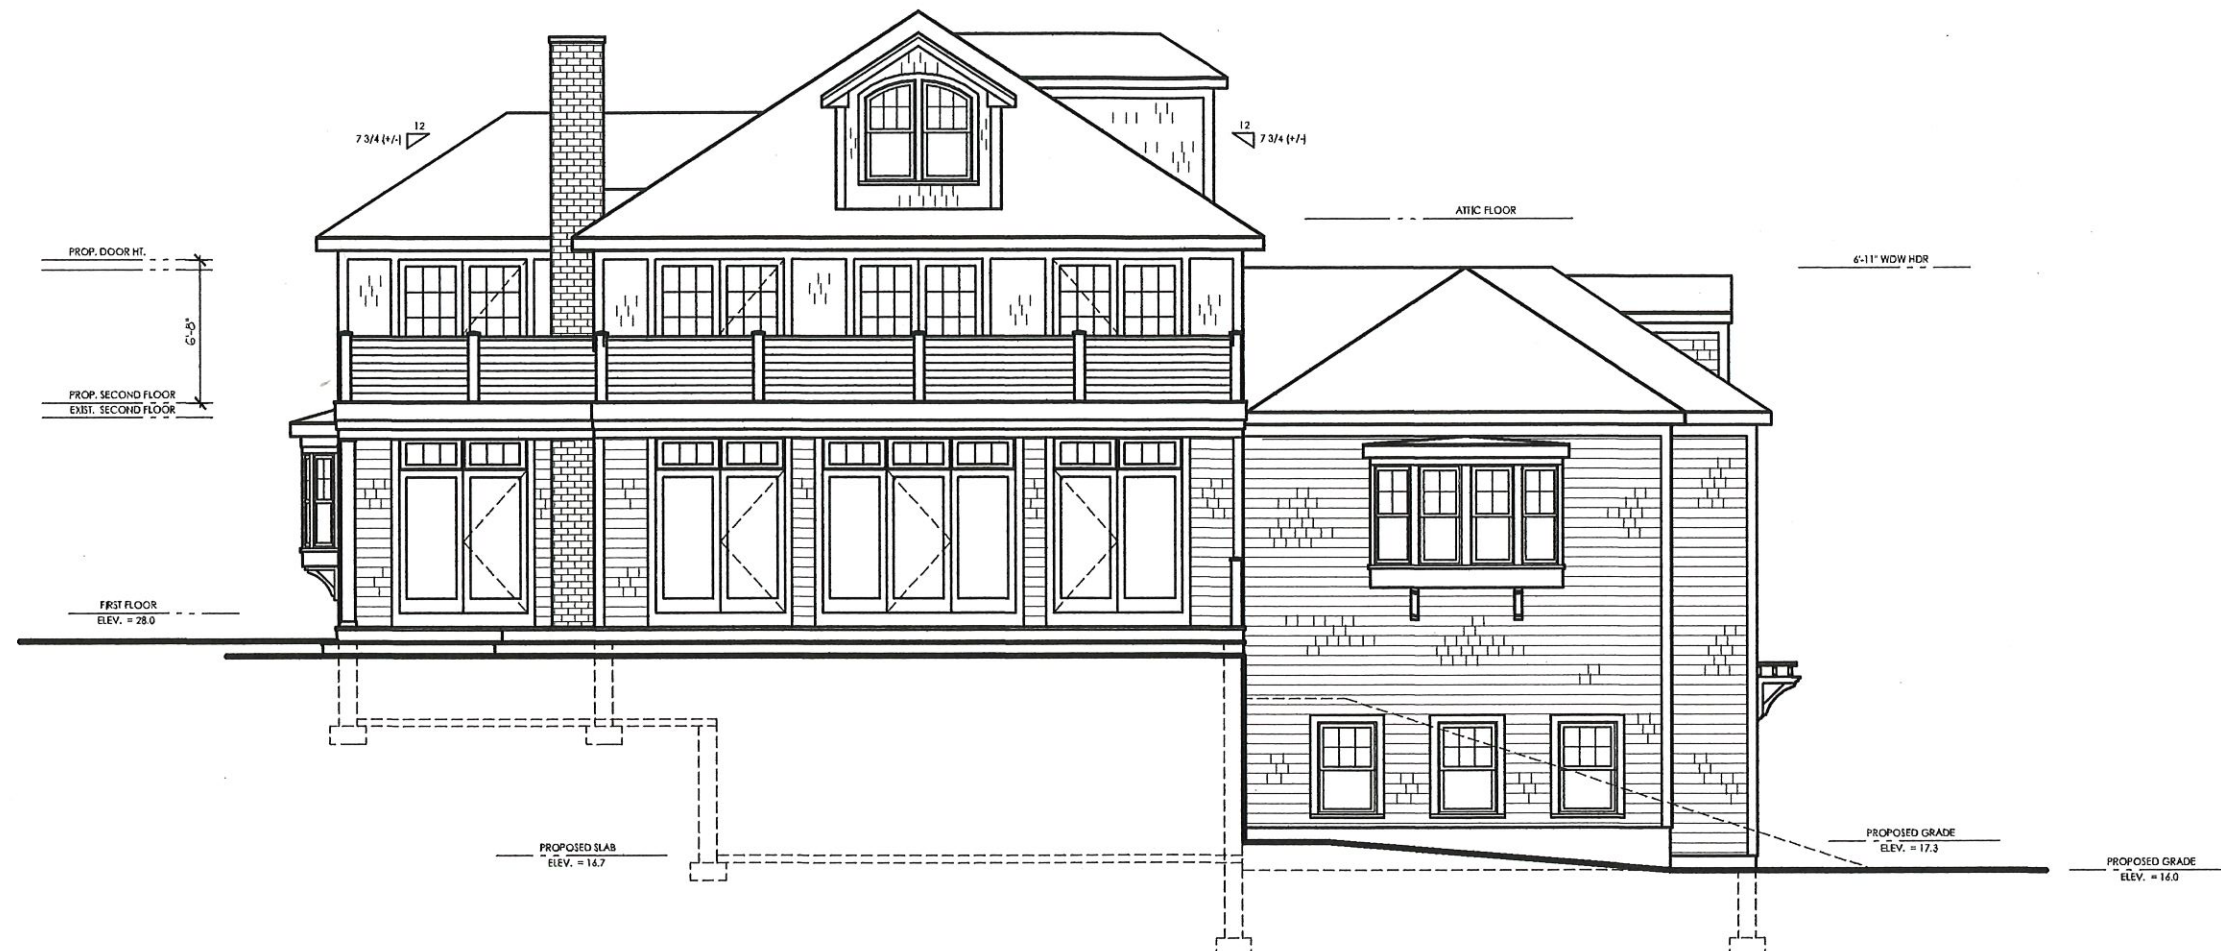 12
7 3/4 (+/-)
12
7 3/4 (+/-)
ATTIC FLOOR
PROP. DOOR HT.
6'-11" WDW HDR
6'-8"
PROP. SECOND FLOOR
EXIST. SECOND FLOOR
FIRST FLOOR
ELEV. = 28.0
PROPOSED SLAB
ELEV. = 16.7
PROPOSED GRADE
ELEV. = 17.3
PROPOSED GRADE
ELEV. = 16.0